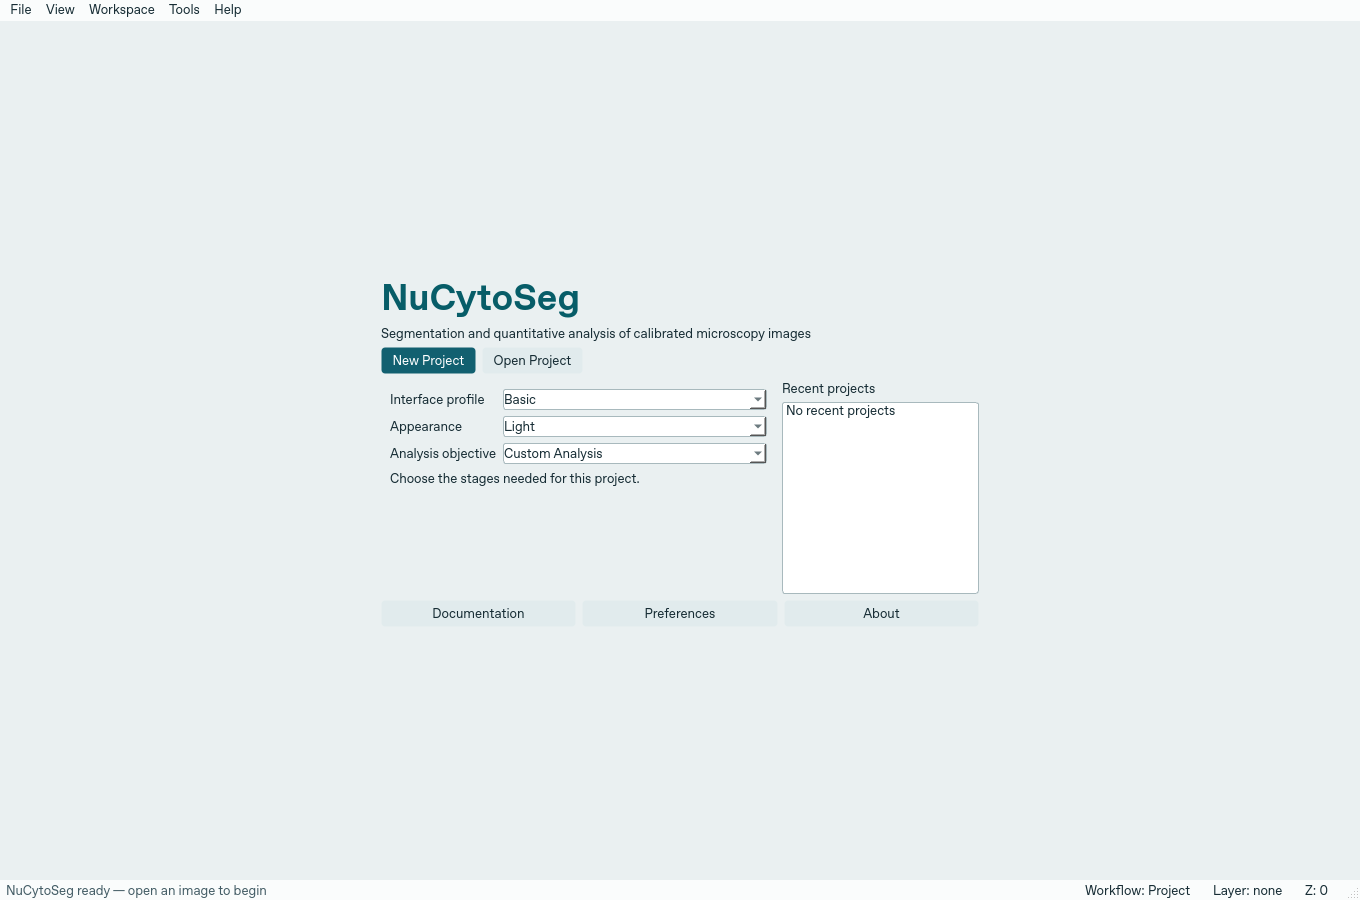 File View Workspace Tools Help
NuCytoSeg
Segmentation and quantitative analysis of calibrated microscopy images
New Project Open Project
Recent projects
Interface profile Basic
No recent projects
Appearance Light
Analysis objective Custom Analysis
Choose the stages needed for this project.
Documentation Preferences About
NuCytoSeg ready — open an image to begin Workflow: Project Layer: none Z: 0